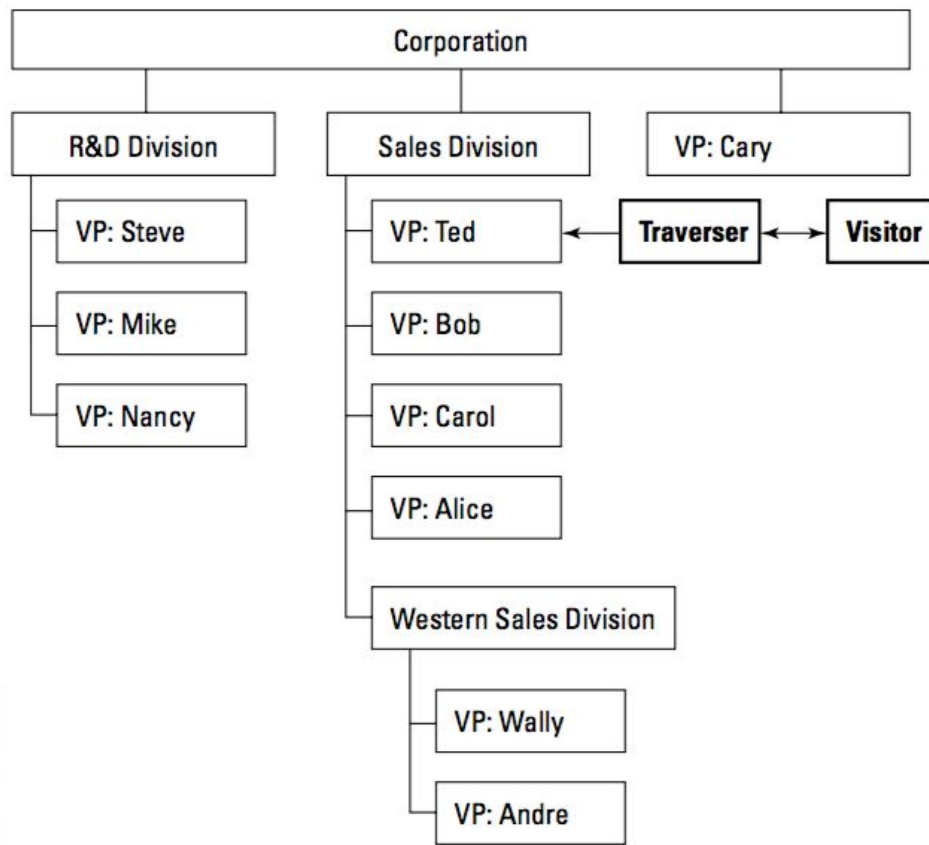 Corporation
R&D Division
Sales Division
VP: Cary
VP: Steve
VP: Ted
Traverser
Visitor
VP: Mike
VP: Bob
VP: Nancy
VP: Carol
VP: Alice
Western Sales Division
VP: Wally
VP: Andre